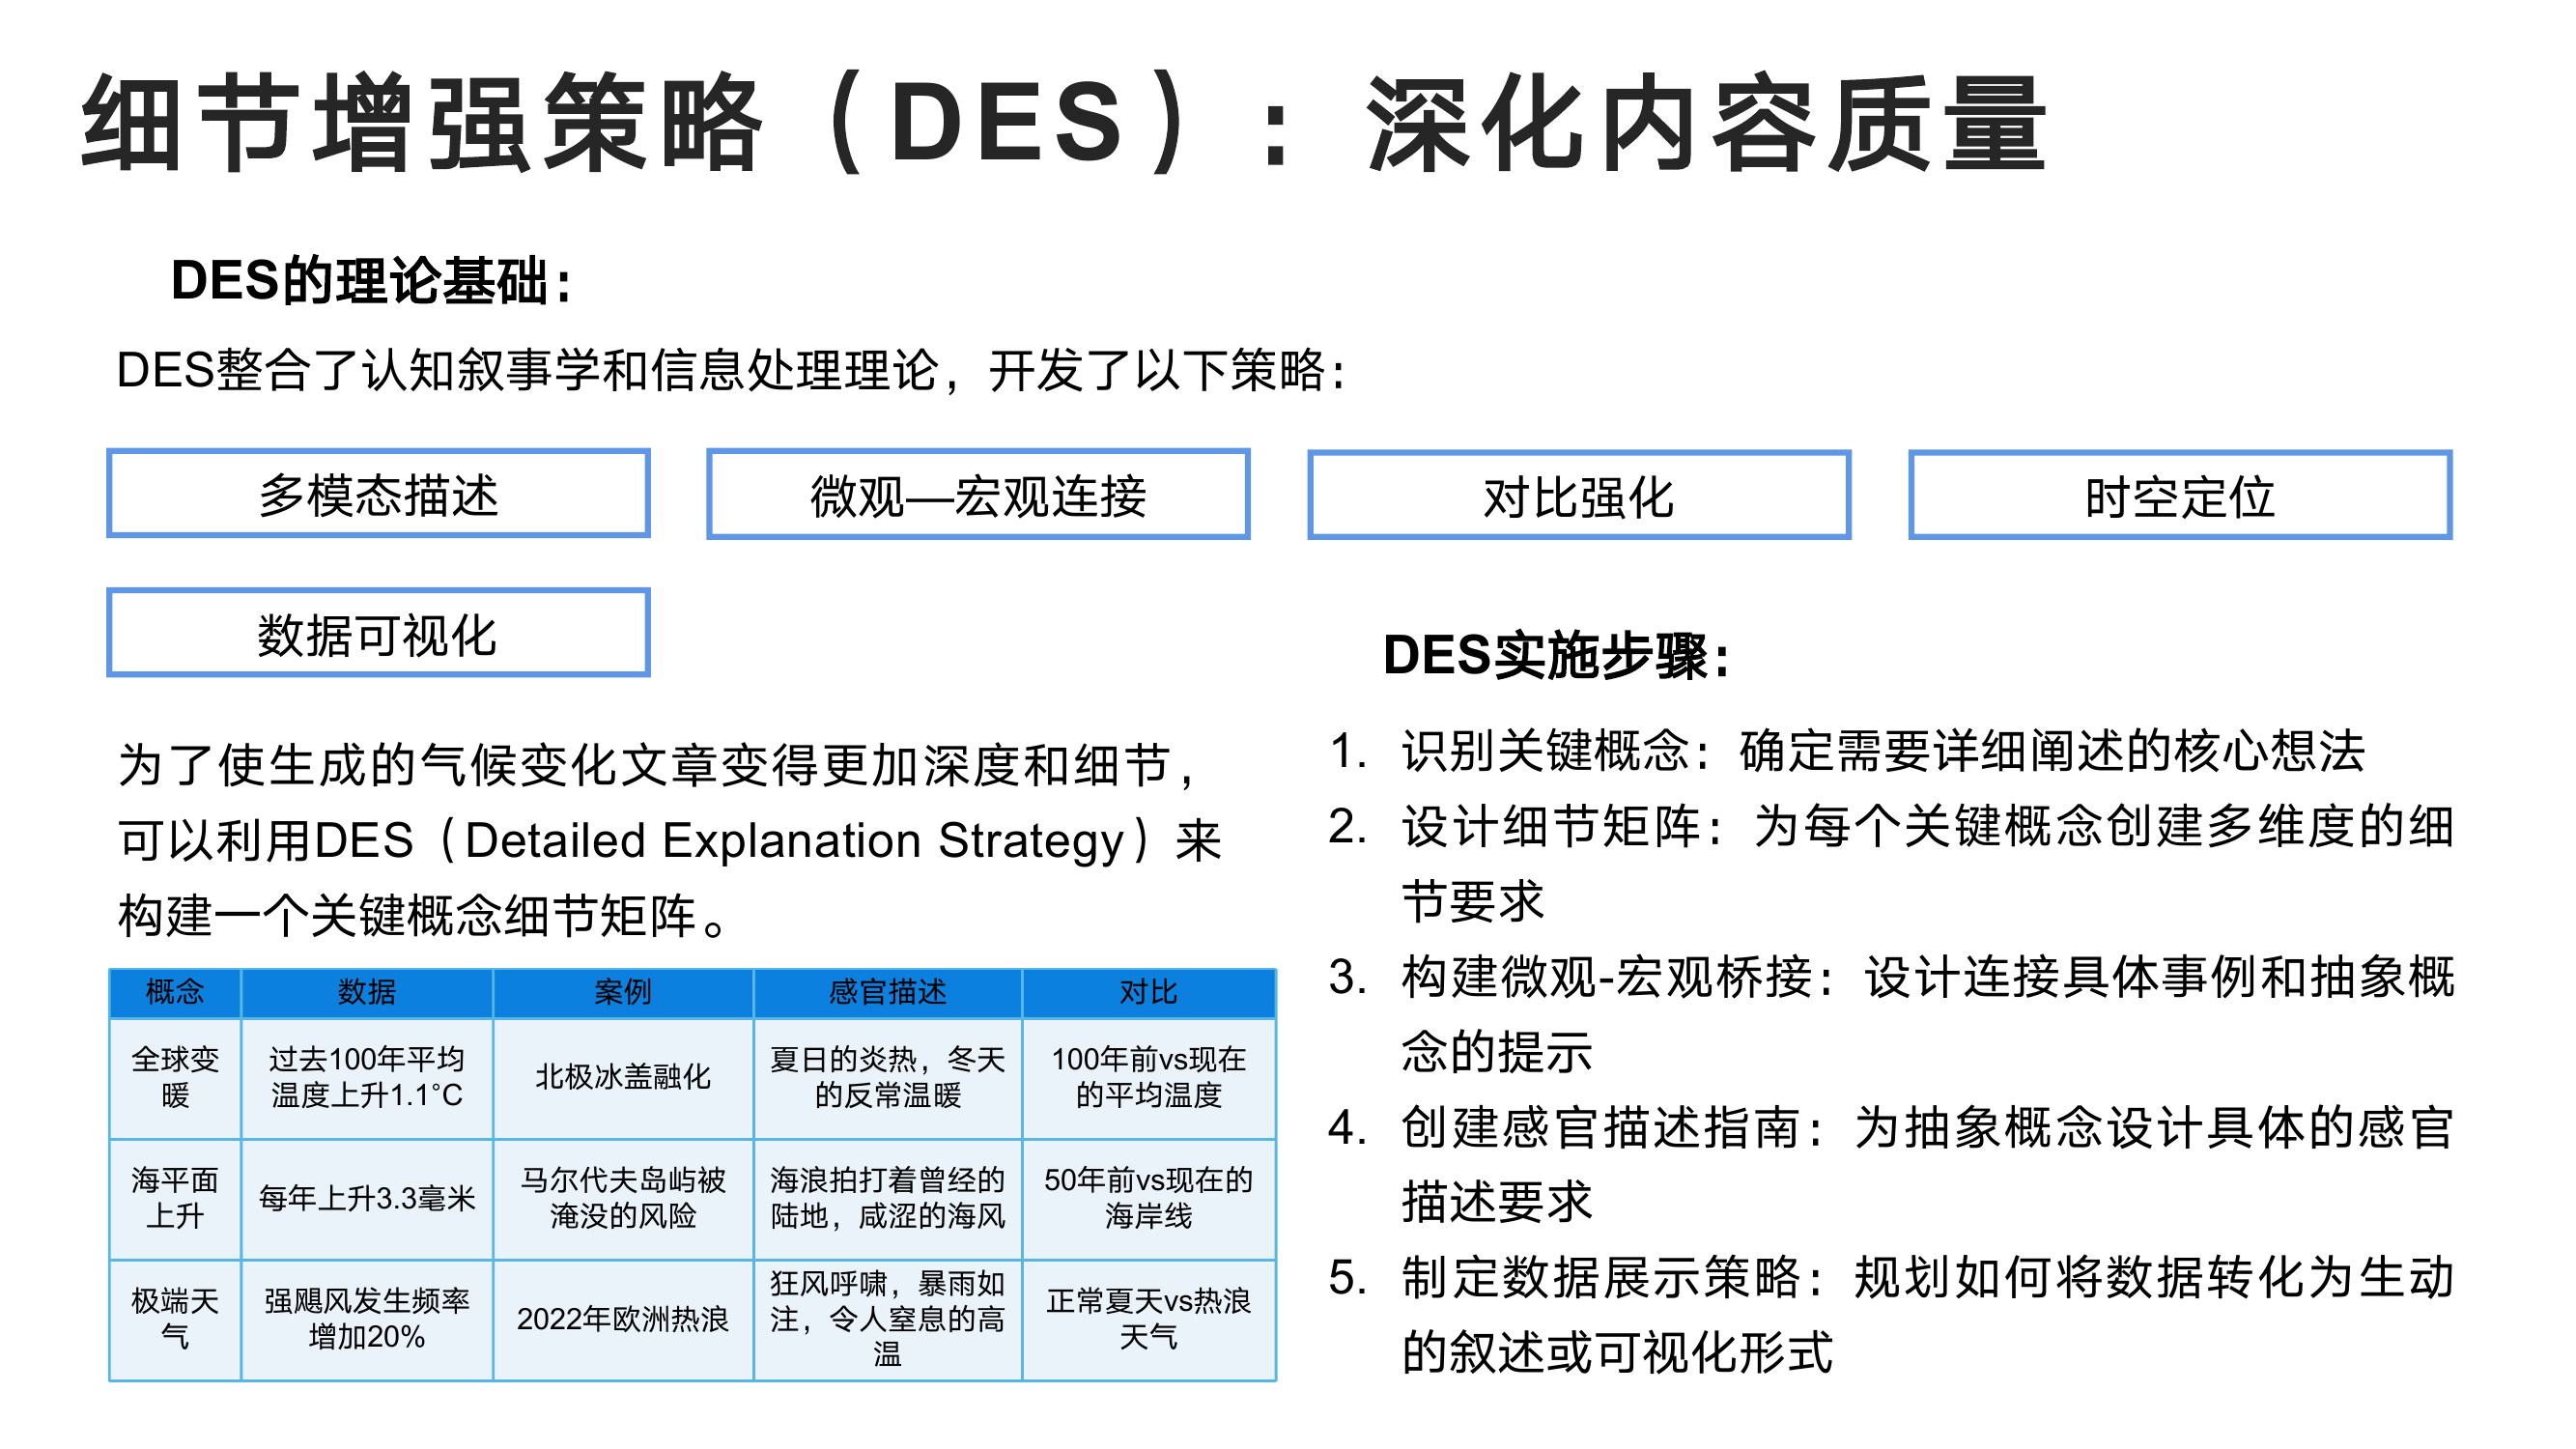 细节增强策略（DES）：深化内容质量
DES的理论基础：
DES整合了认知叙事学和信息处理理论，开发了以下策略：
多模态描述
微观—宏观连接
对比强化
时空定位
数据可视化
为了使生成的气候变化文章变得更加深度和细节，
可以利用DES（Detailed Explanation Strategy）来
构建一个关键概念细节矩阵。
概念 数据 案例 感官描述 对比
全球变
暖
过去100年平均
温度上升1.1°C
北极冰盖融化
夏日的炎热，冬天
的反常温暖
100年前vs现在
的平均温度
海平面
上升
每年上升3.3毫米
马尔代夫岛屿被
淹没的风险
海浪拍打着曾经的
陆地，咸涩的海风
50年前vs现在的
海岸线
极端天
气
强飓风发生频率
增加20%
2022年欧洲热浪
狂风呼啸，暴雨如
注，令人窒息的高
温
正常夏天vs热浪
天气
DES实施步骤：
1. 识别关键概念：确定需要详细阐述的核心想法
2. 设计细节矩阵：为每个关键概念创建多维度的细
节要求
3. 构建微观-宏观桥接：设计连接具体事例和抽象概
念的提示
4. 创建感官描述指南：为抽象概念设计具体的感官
描述要求
5. 制定数据展示策略：规划如何将数据转化为生动
的叙述或可视化形式